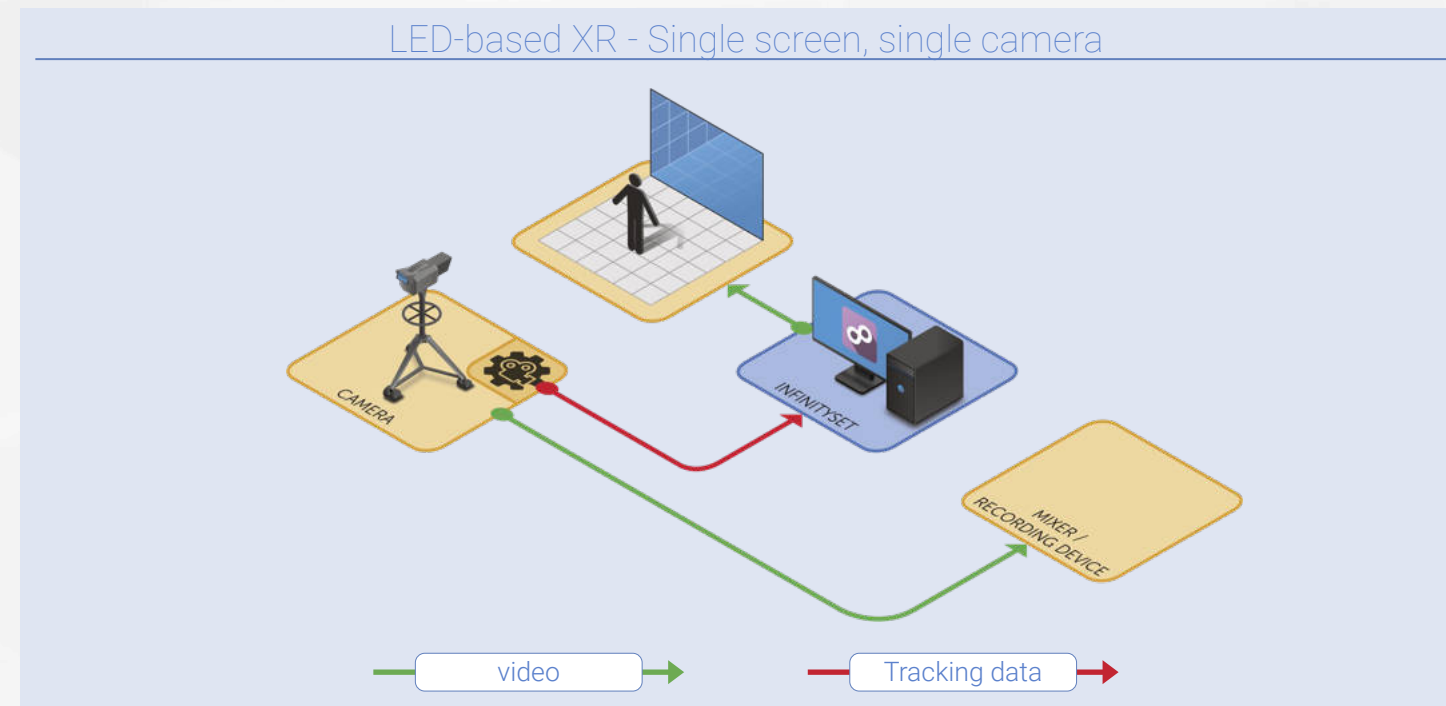 LED-based XR - Single screen, single camera
CAMERA
INFINITYSET
MIXER /
RECORDING DEVICE
video
Tracking data